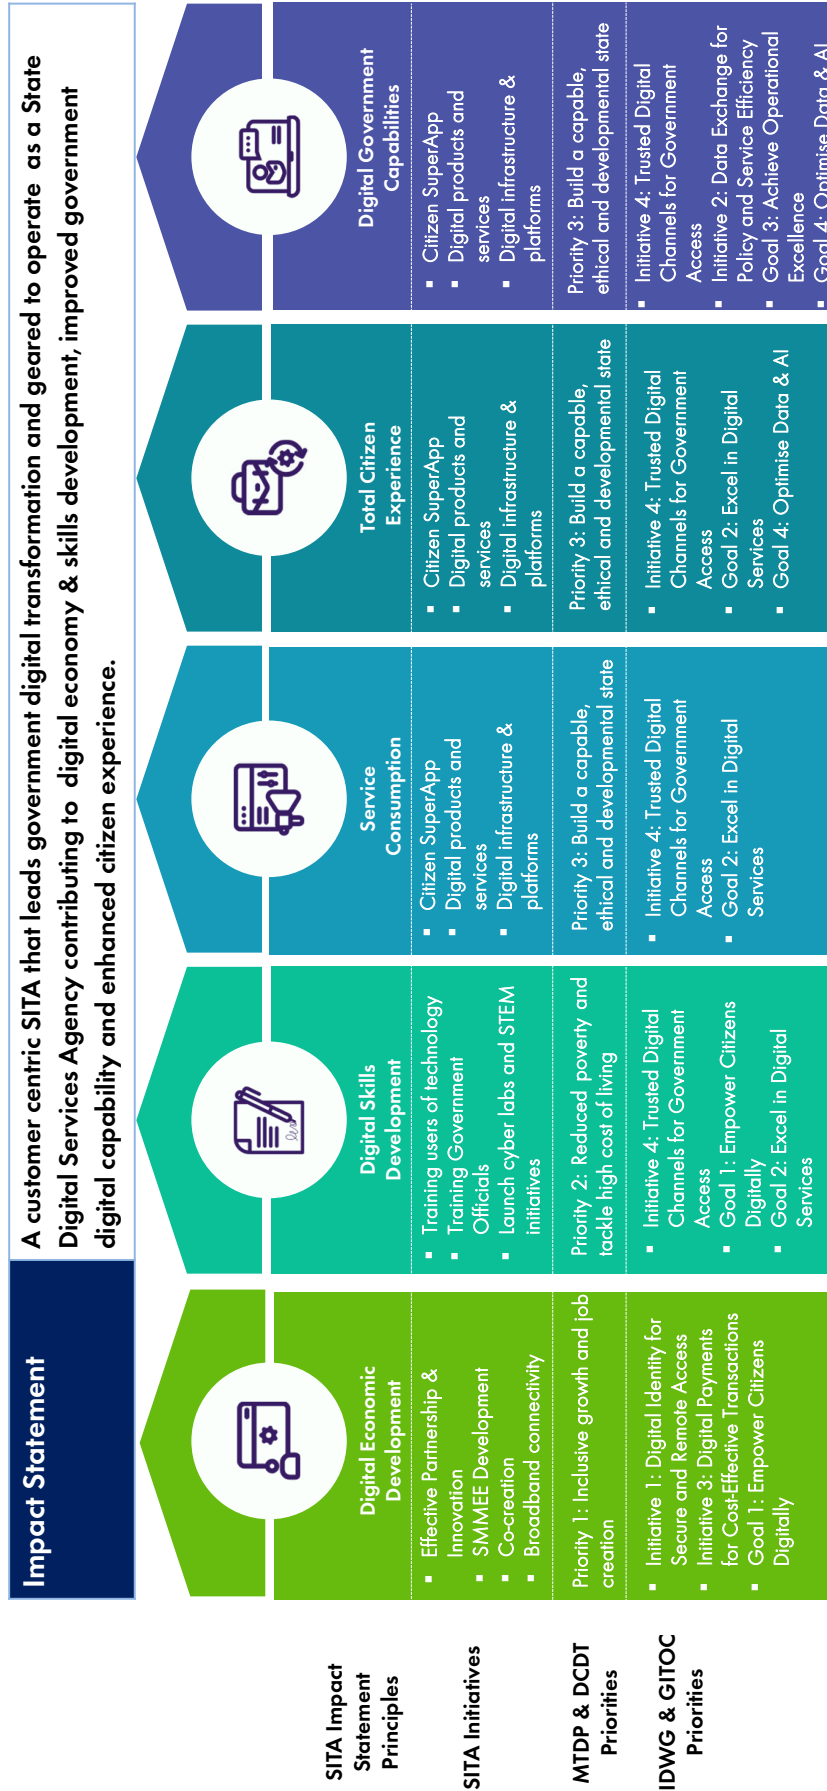 Impact Statement
A customer centric SITA that leads government digital transformation and geared to operate as a State
Digital Services Agency contributing to digital economy & skills development, improved government
digital capability and enhanced citizen experience.
SITA Impact
Statement
Principles
Digital Economic
Development
Digital Skills
Development
Service
Consumption
Total Citizen
Experience
Digital Government
Capabilities
SITA Initiatives
▪ Effective Partnership &
Innovation
▪ SMMEE Development
▪ Co-creation
▪ Broadband connectivity
▪ Training users of technology
▪ Training Government
Officials
▪ Launch cyber labs and STEM
initiatives
▪ Citizen SuperApp
▪ Digital products and
services
▪ Digital infrastructure &
platforms
▪ Citizen SuperApp
▪ Digital products and
services
▪ Digital infrastructure &
platforms
▪ Citizen SuperApp
▪ Digital products and
services
▪ Digital infrastructure &
platforms
MTDP & DCDT
Priorities
Priority 1: Inclusive growth and job
creation
Priority 2: Reduced poverty and
tackle high cost of living
Priority 3: Build a capable,
ethical and developmental state
Priority 3: Build a capable,
ethical and developmental state
Priority 3: Build a capable,
ethical and developmental state
IDWG & GITOC
Priorities
▪ Initiative 1: Digital Identity for
Secure and Remote Access
▪ Initiative 3: Digital Payments
for Cost-Effective Transactions
▪ Goal 1: Empower Citizens
Digitally
▪ Initiative 4: Trusted Digital
Channels for Government
Access
▪ Goal 1: Empower Citizens
Digitally
▪ Goal 2: Excel in Digital
Services
▪ Initiative 4: Trusted Digital
Channels for Government
Access
▪ Goal 2: Excel in Digital
Services
▪ Initiative 4: Trusted Digital
Channels for Government
Access
▪ Goal 2: Excel in Digital
Services
▪ Goal 4: Optimise Data & AI
▪ Initiative 4: Trusted Digital
Channels for Government
Access
▪ Initiative 2: Data Exchange for
Policy and Service Efficiency
▪ Goal 3: Achieve Operational
Excellence
▪ Goal 4: Optimise Data & AI